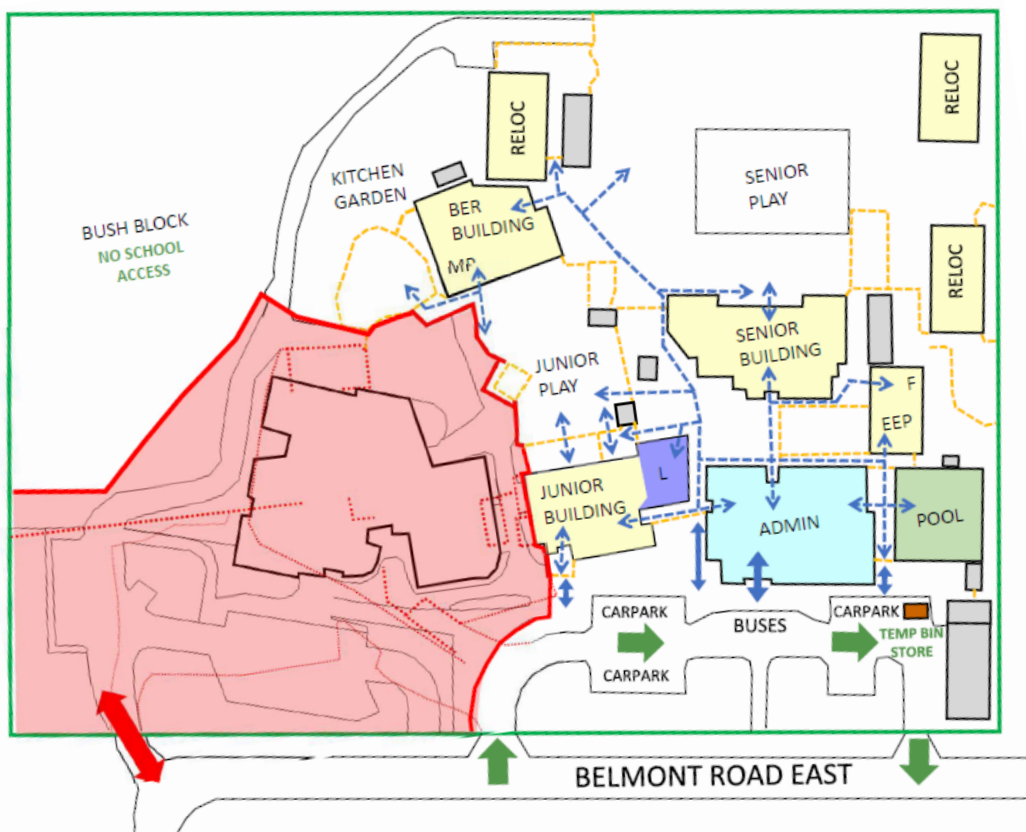 RELOC
RELOC
KITCHEN
GARDEN
SENIOR
PLAY
BUSH BLOCK
NO SCHOOL
ACCESS
BER
BUILDING
MP
RELOC
SENIOR
BUILDING
JUNIOR
PLAY
F
EEP
L
JUNIOR
BUILDING
ADMIN
POOL
CARPARK
BUSES
CARPARK
TEMP BIN
STORE
CARPARK
BELMONT ROAD EAST